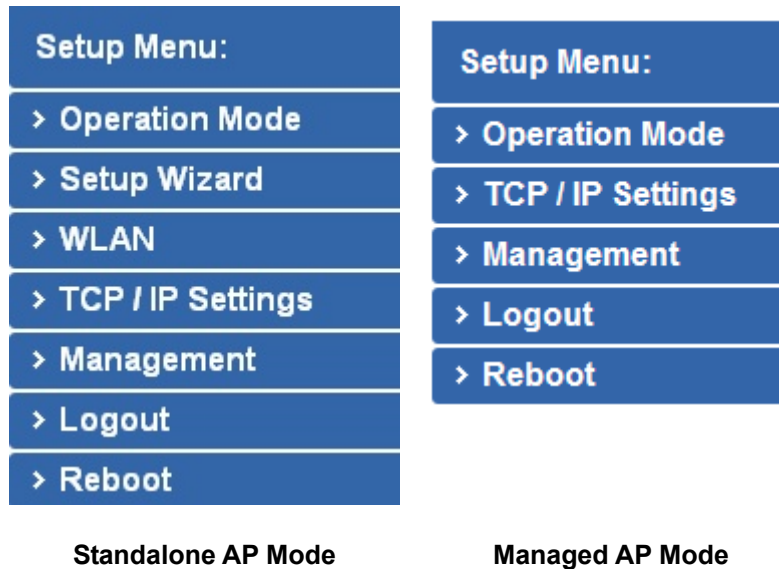 Setup Menu:
> Operation Mode
> Setup Wizard
> WLAN
> TCP / IP Settings
> Management
> Logout
> Reboot
Standalone AP Mode
Setup Menu:
> Operation Mode
> TCP / IP Settings
> Management
> Logout
> Reboot
Managed AP Mode